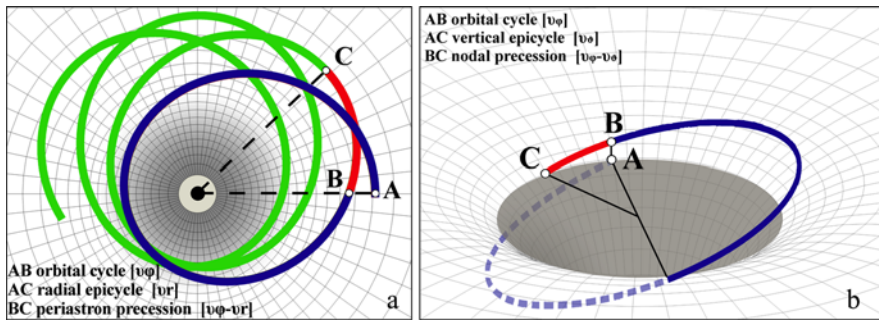 C
B
A
AB orbital cycle [υφ]
AC radial epicycle [υr]
BC periastron precession [υφ-υr]
a
AB orbital cycle [υφ]
AC vertical epicycle [υθ]
BC nodal precession [υφ-υθ]
B
C
A
b